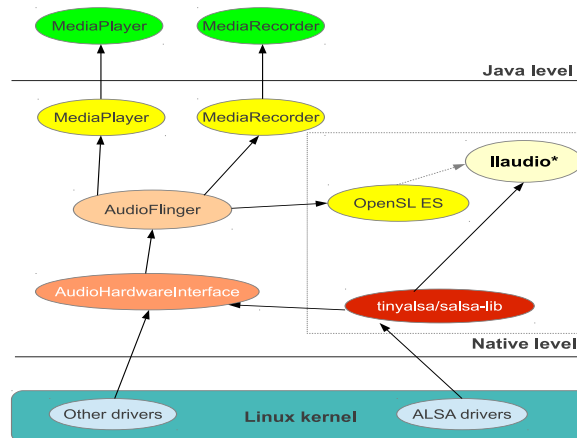 MediaPlayer
MediaRecorder
Java level
MediaPlayer
MediaRecorder
llaudio*
OpenSL ES
AudioFlinger
AudioHardwareInterface
tinyalsa/salsa-lib
Native level
Other drivers
Linux kernel
ALSA drivers